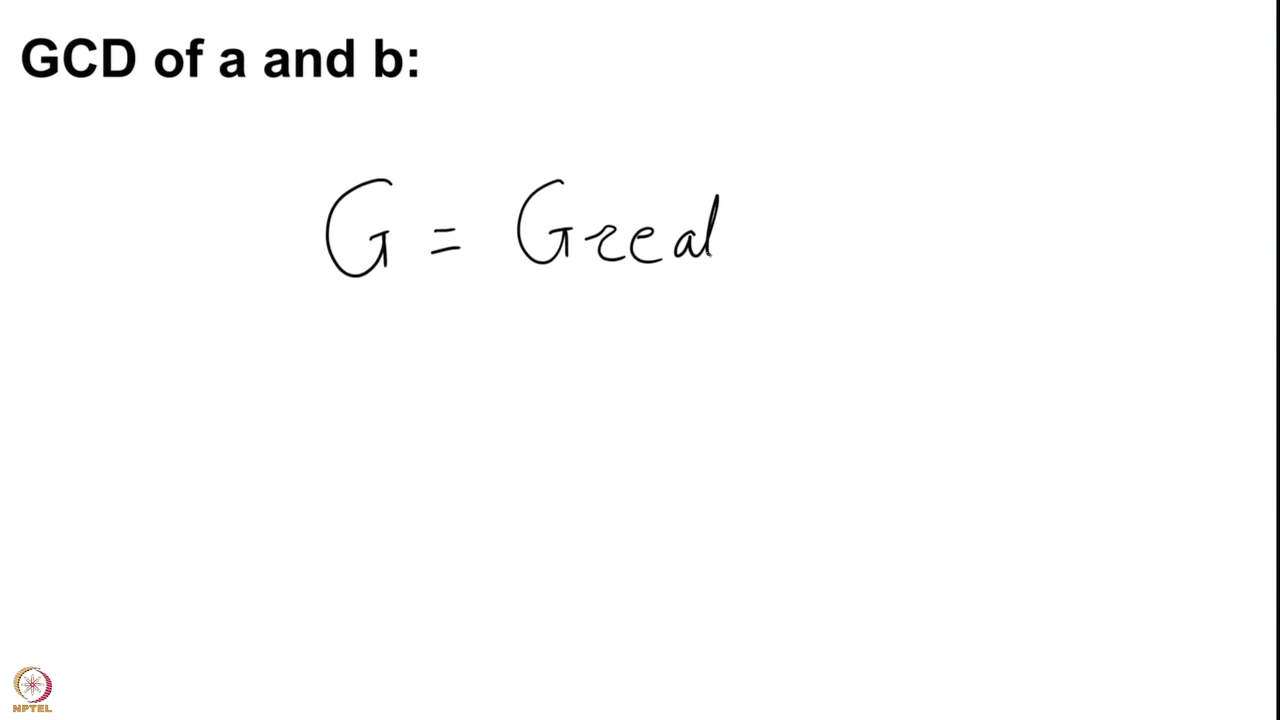 GCD of a and b:
G = Greal
NPTEL